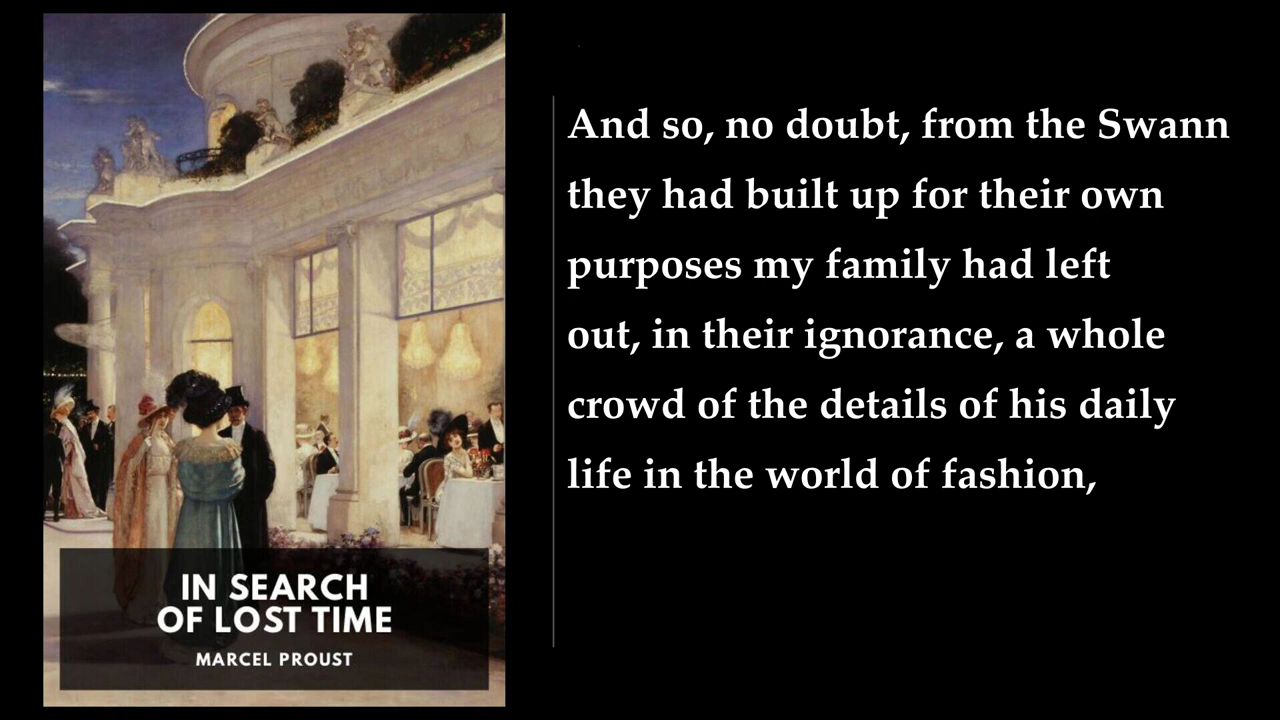 And so, no doubt, from the Swann
they had built up for their own
purposes my family had left
out, in their ignorance, a whole
crowd of the details of his daily
life in the world of fashion,
IN SEARCH
OF LOST TIME
MARCEL PROUST